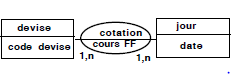 devise
code devise
cotation
cours FF
1,n
1,n
jour
date